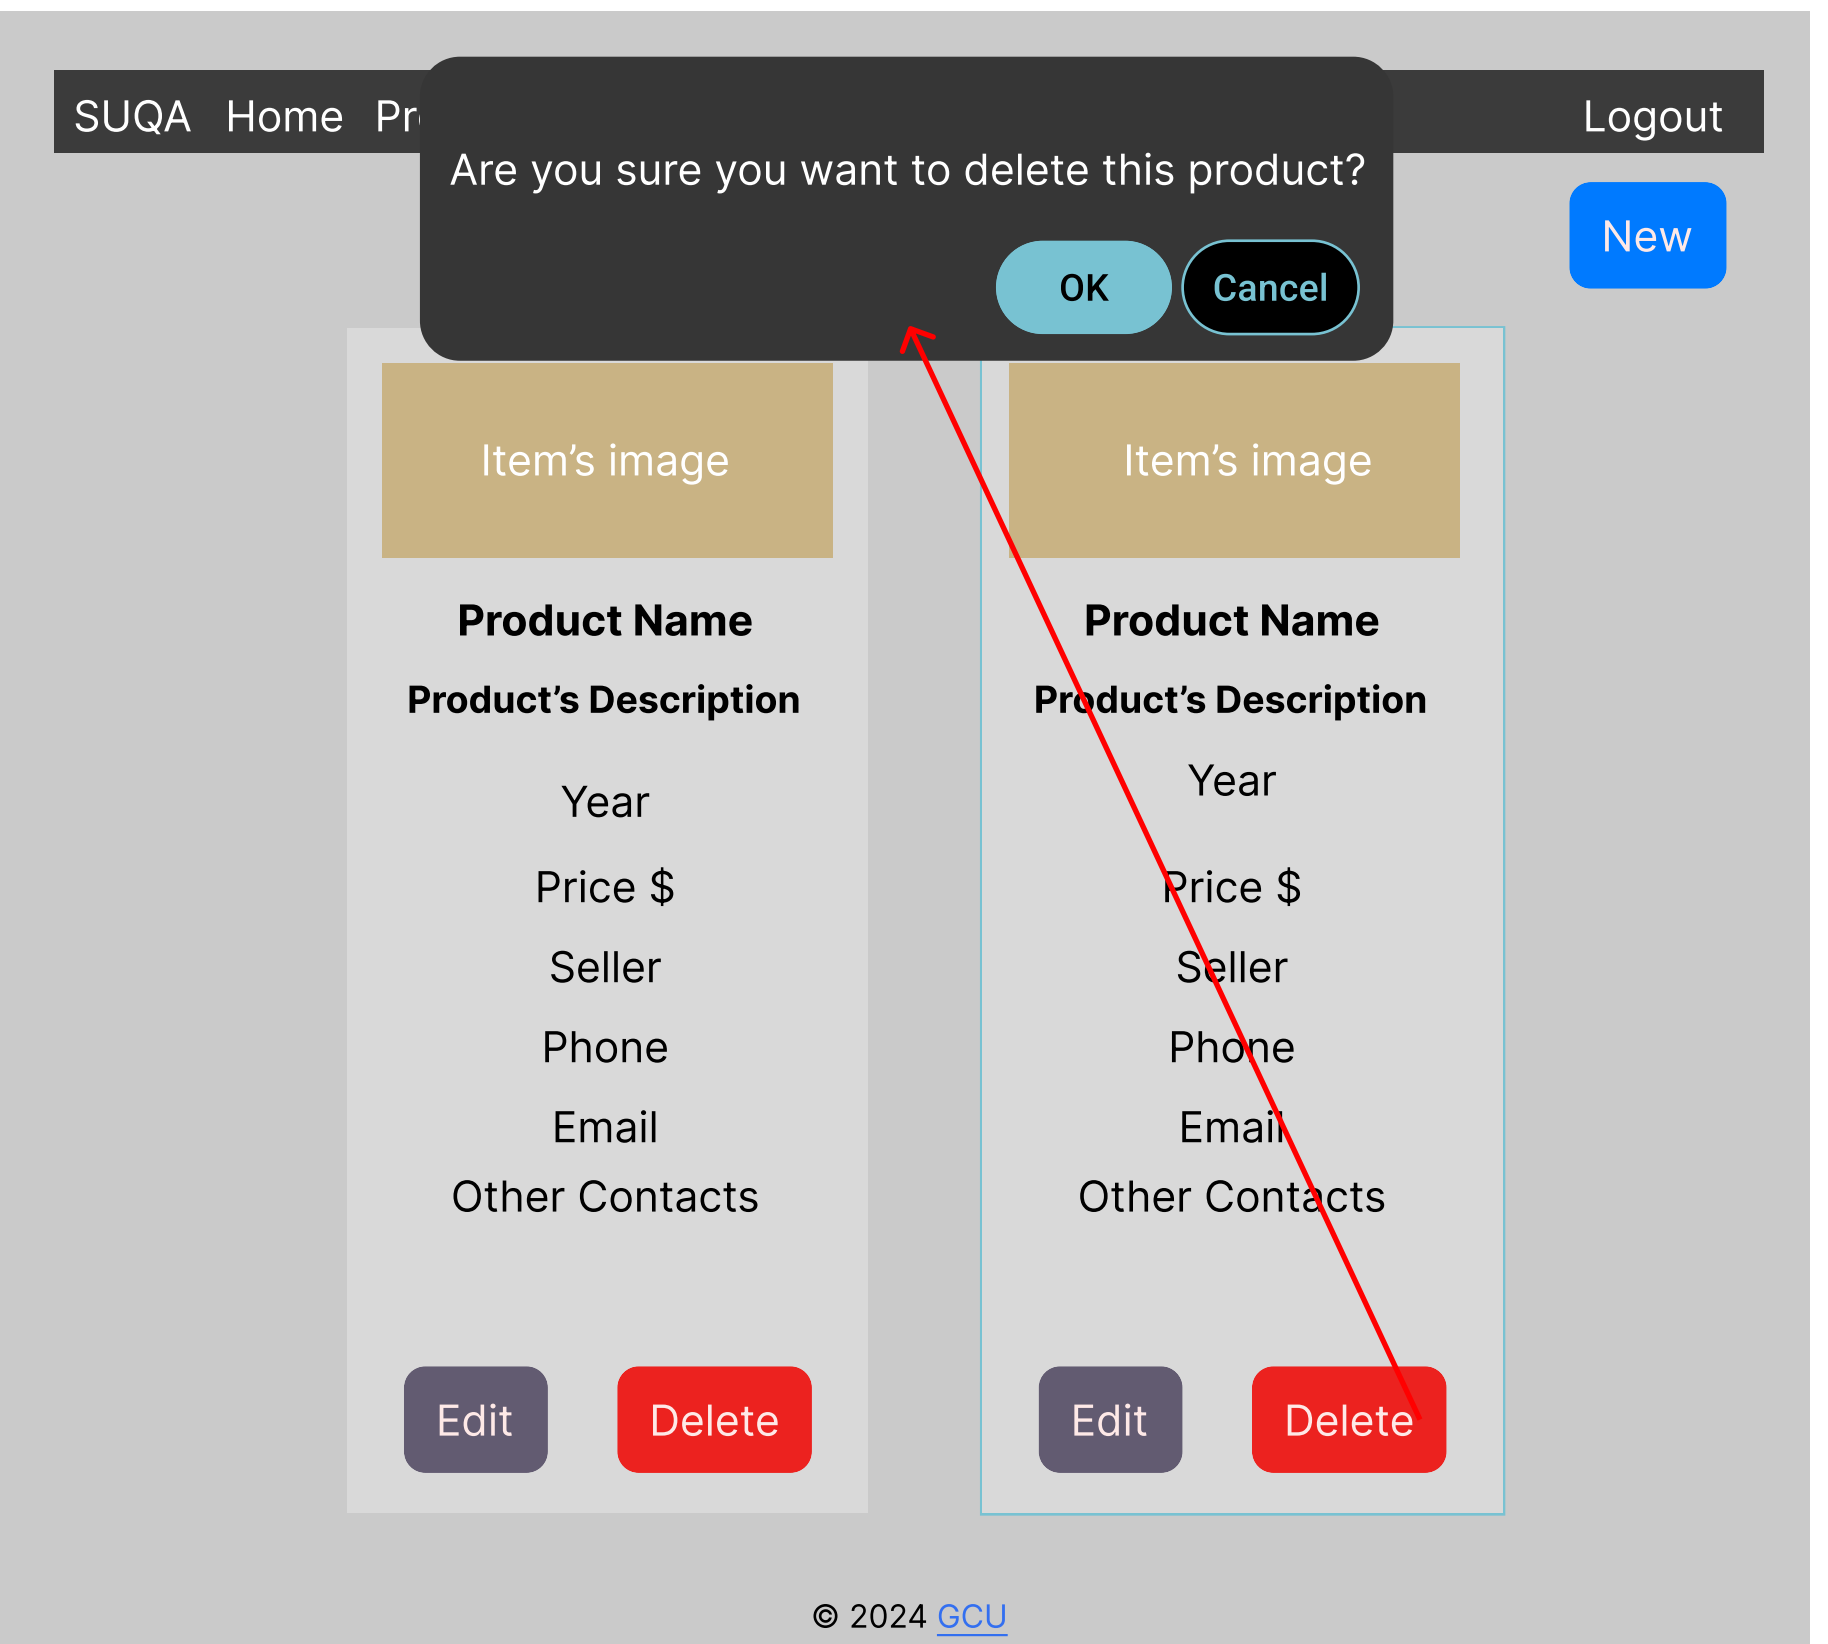 SUQA Home Pro Logout
Are you sure you want to delete this product?
New
OK Cancel
Item’s image
Product Name
Product’s Description
Year
Price $
Seller
Phone
Email
Other Contacts
Edit Delete
Item’s image
Product Name
Product’s Description
Year
Price $
Seller
Phone
Email
Other Contacts
Edit Delete
© 2024 GCU